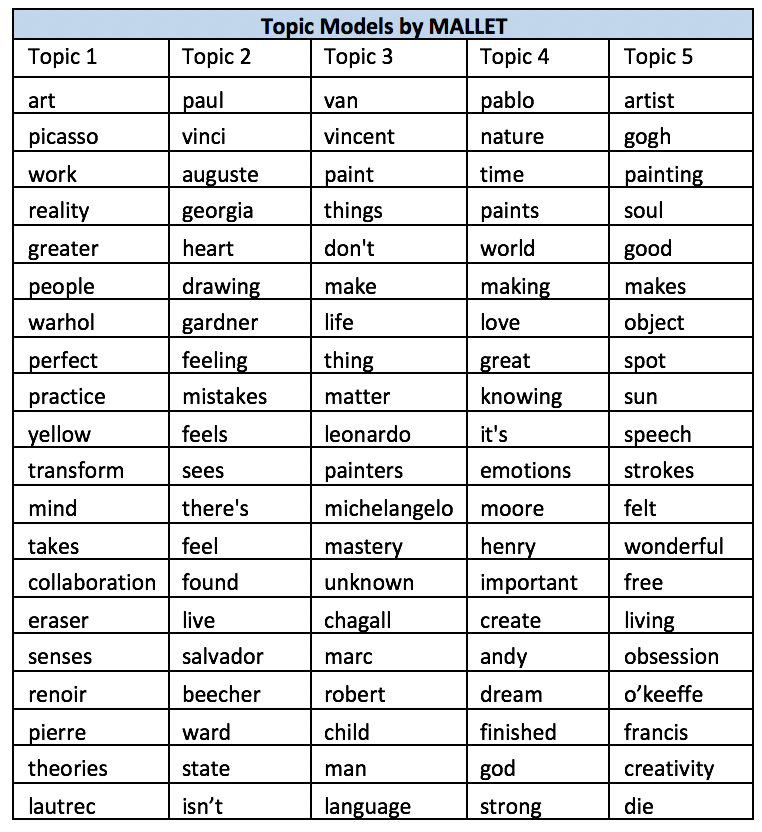 Topic Models by MALLET
Topic 1 Topic 2 Topic 3 Topic 4 Topic 5
art paul van pablo artist
picasso vinci vincent nature gogh
work auguste paint time painting
reality georgia things paints soul
greater heart don't world good
people drawing make making makes
warhol gardner life love object
perfect feeling thing great spot
practice mistakes matter knowing sun
yellow feels leonardo it's speech
transform sees painters emotions strokes
mind there's michelangelo moore felt
takes feel mastery henry wonderful
collaboration found unknown important free
eraser live chagall create living
senses salvador marc andy obsession
renoir beecher robert dream o’keeffe
pierre ward child finished francis
theories state man god creativity
lautrec isn’t language strong die